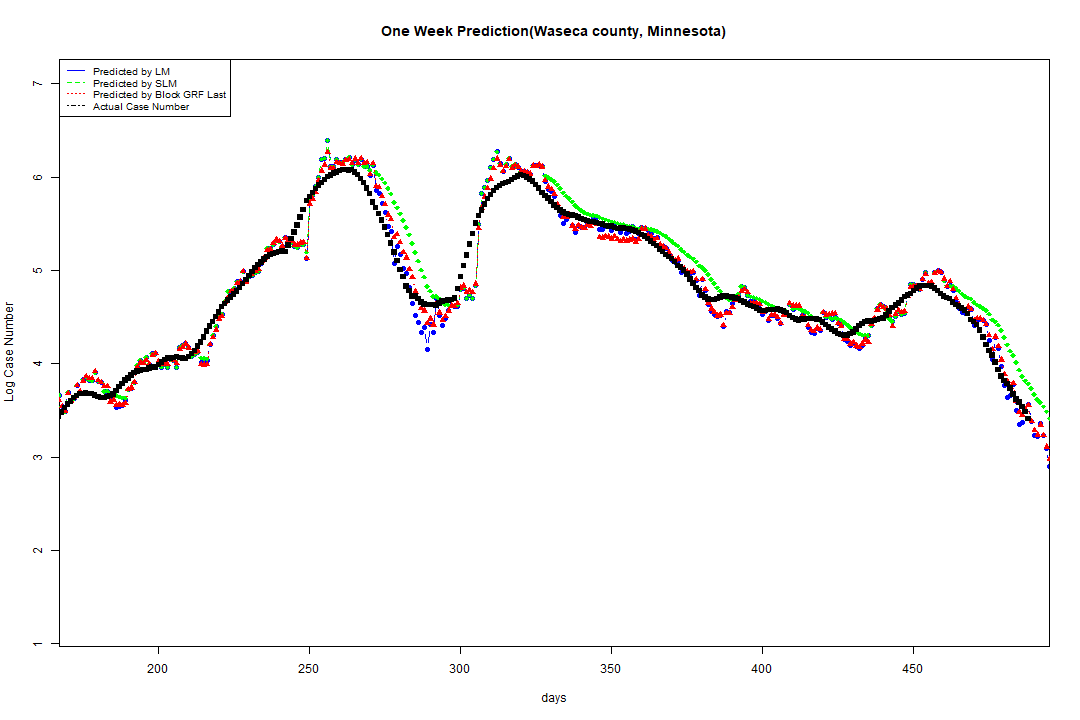 One Week Prediction(Waseca county, Minnesota)
Predicted by LM
Predicted by SLM
Predicted by Block GRF Last
Actual Case Number
7
6
5
4
3
2
1
Log Case Number
200 250 300 350 400 450
days